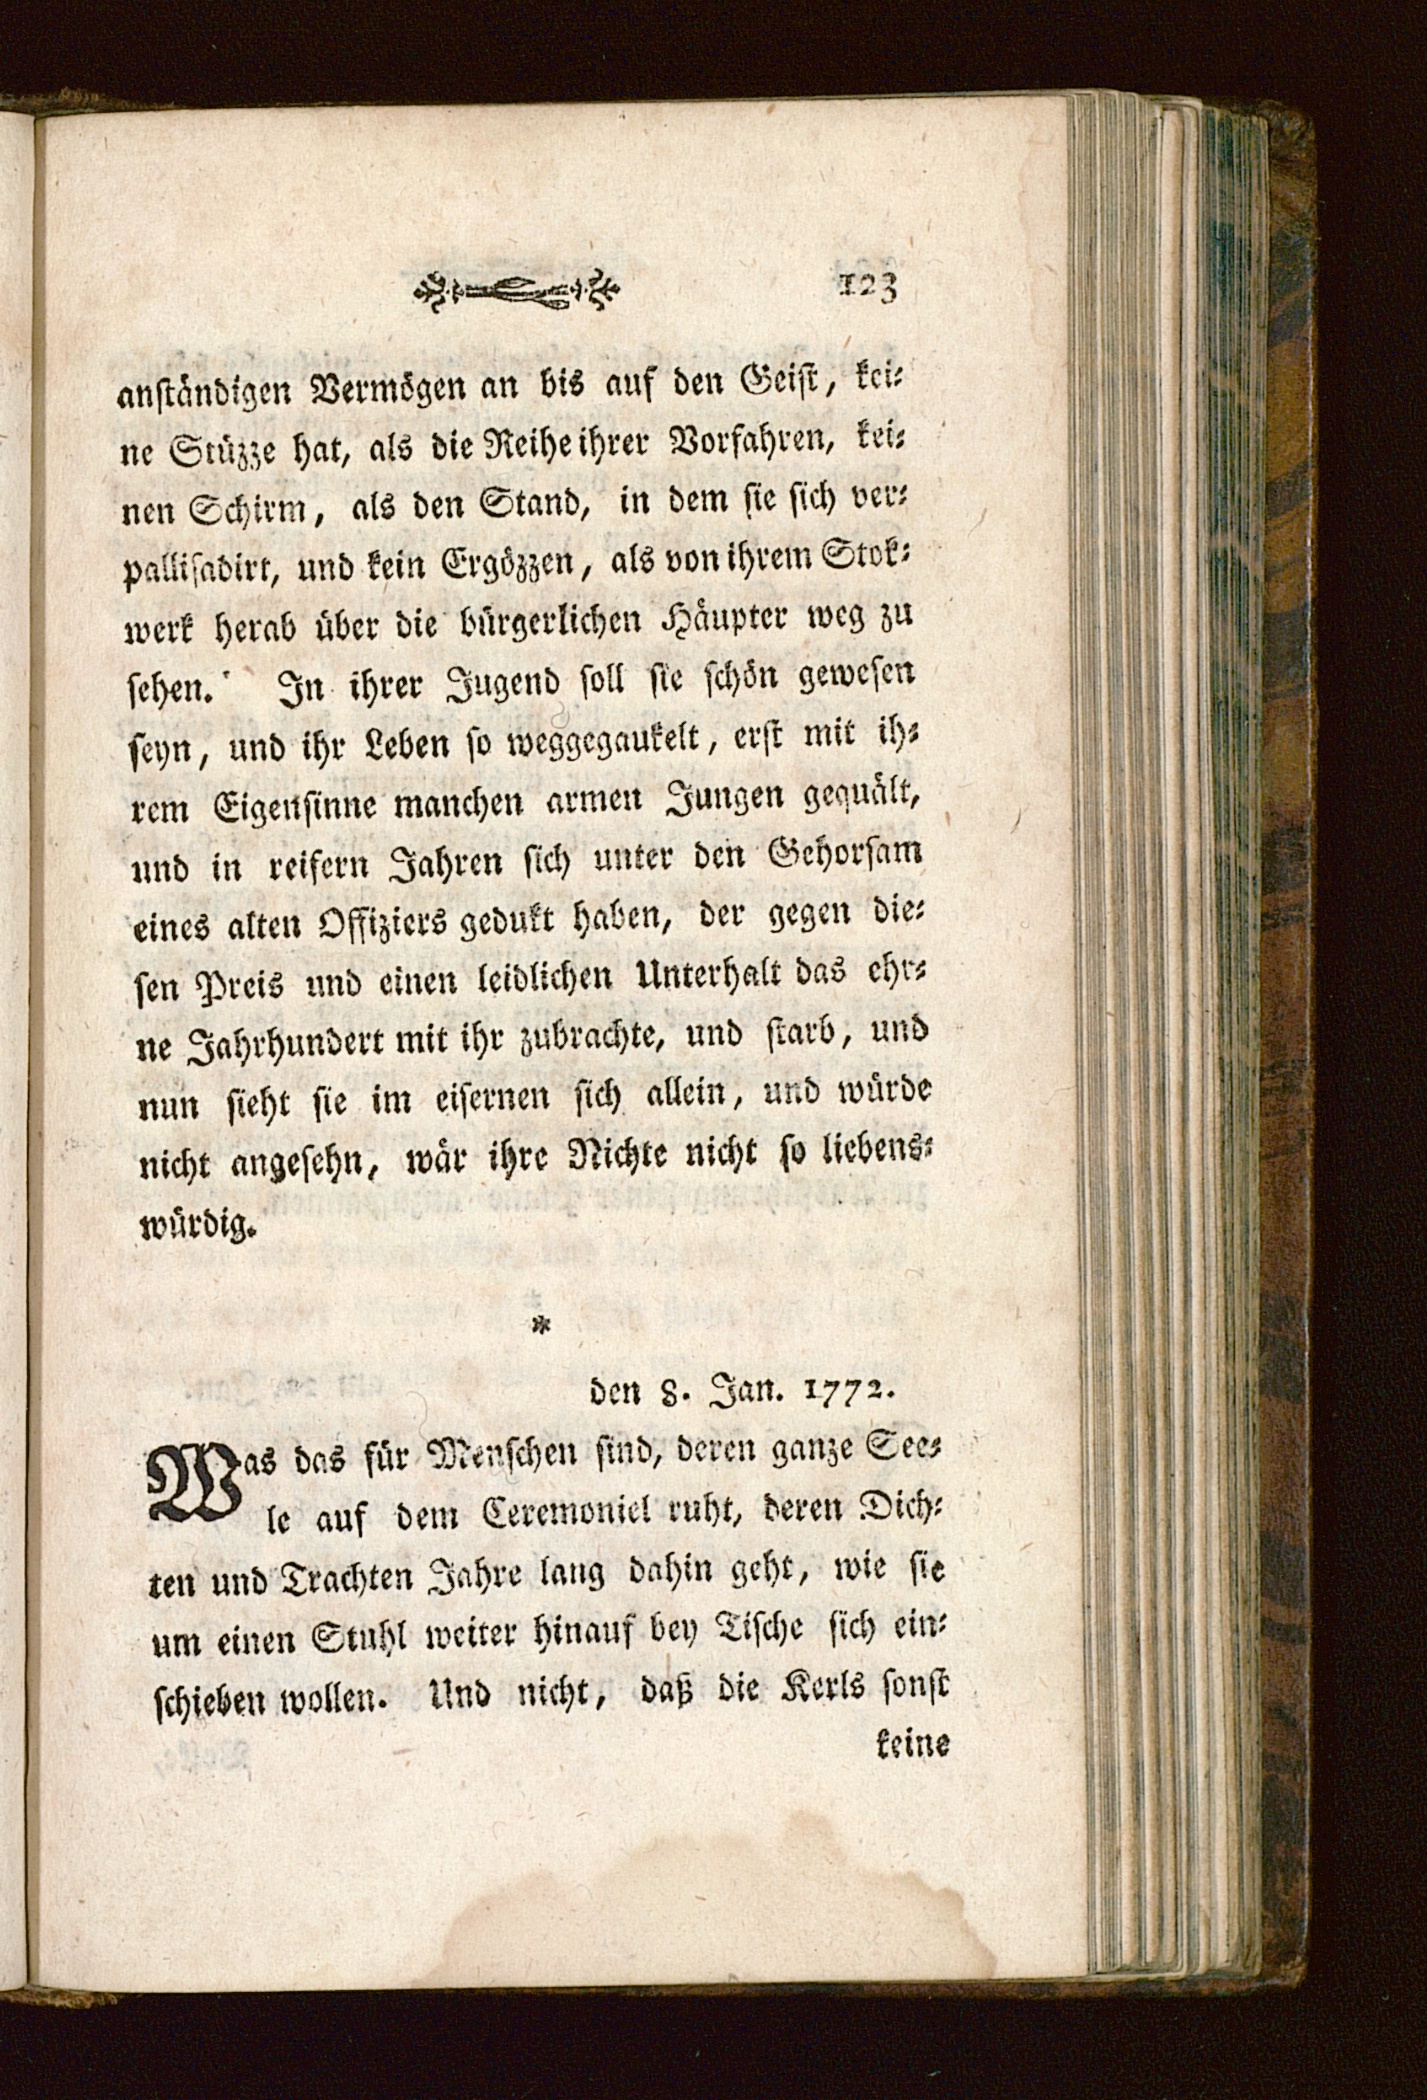 123
anständigen Vermögen an bis auf den Geist, kei-
ne Stüzze hat, als die Reihe ihrer Vorfahren, kei-
nen Schirm, als den Stand, in dem sie sich ver-
pallisadirt, und kein Ergözzen, als von ihrem Stok-
werk herab über die bürgerlichen Häupter weg zu
sehen. In ihrer Jugend soll sie schön gewesen
seyn, und ihr Leben so weggegaukelt, erst mit ih-
rem Eigensinne manchen armen Jungen gequält,
und in reifern Jahren sich unter den Gehorsam
eines alten Offiziers gedukt haben, der gegen die-
sen Preis und einen leidlichen Unterhalt das ehr-
ne Jahrhundert mit ihr zubrachte, und starb, und
nun sieht sie im eisernen sich allein, und würde
nicht angesehn, wär ihre Nichte nicht so liebens-
würdig.
*
den 8. Jan. 1772.
Was das für Menschen sind, deren ganze See-
le auf dem Ceremoniel ruht, deren Dich-
ten und Trachten Jahre lang dahin geht, wie sie
um einen Stuhl weiter hinauf bey Tische sich ein-
schieben wollen. Und nicht, daß die Kerls sonst
keine